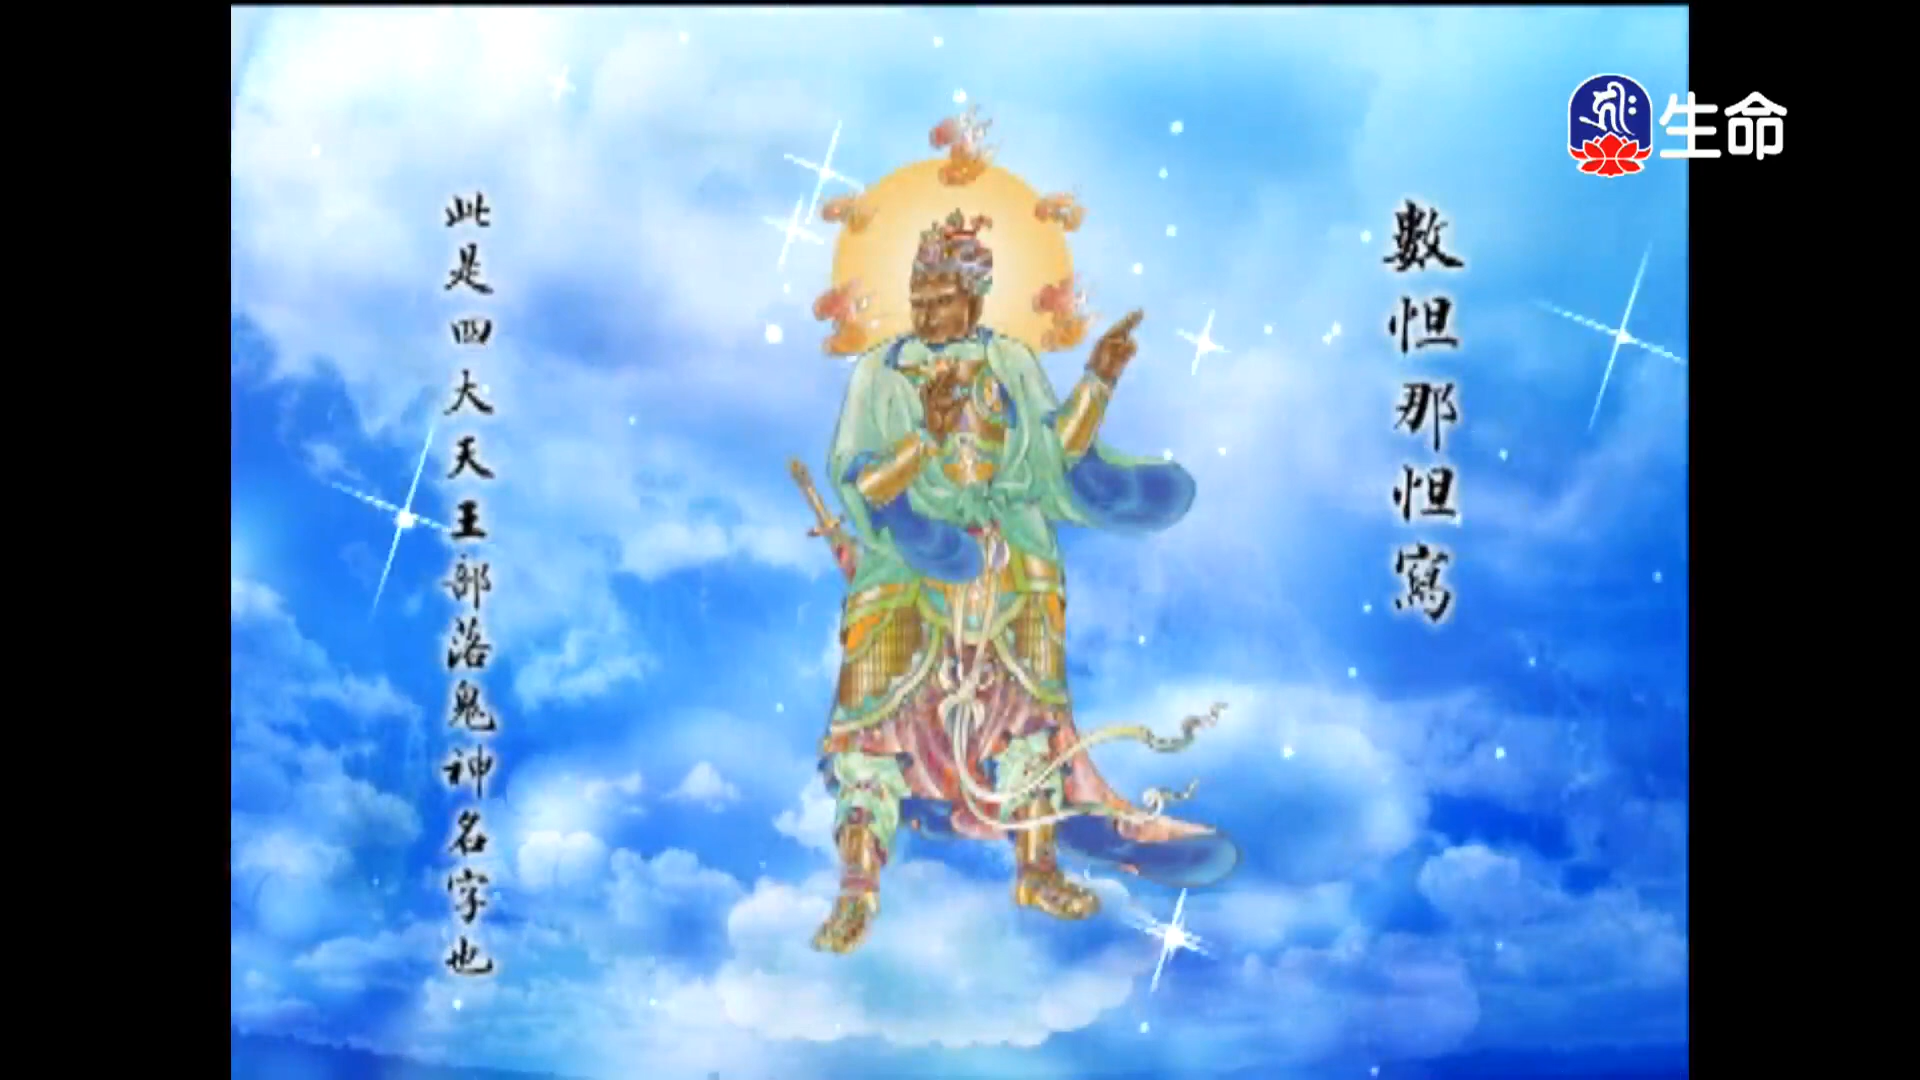 生命
數怛那怛寫
此是四大天王部落鬼神名字也